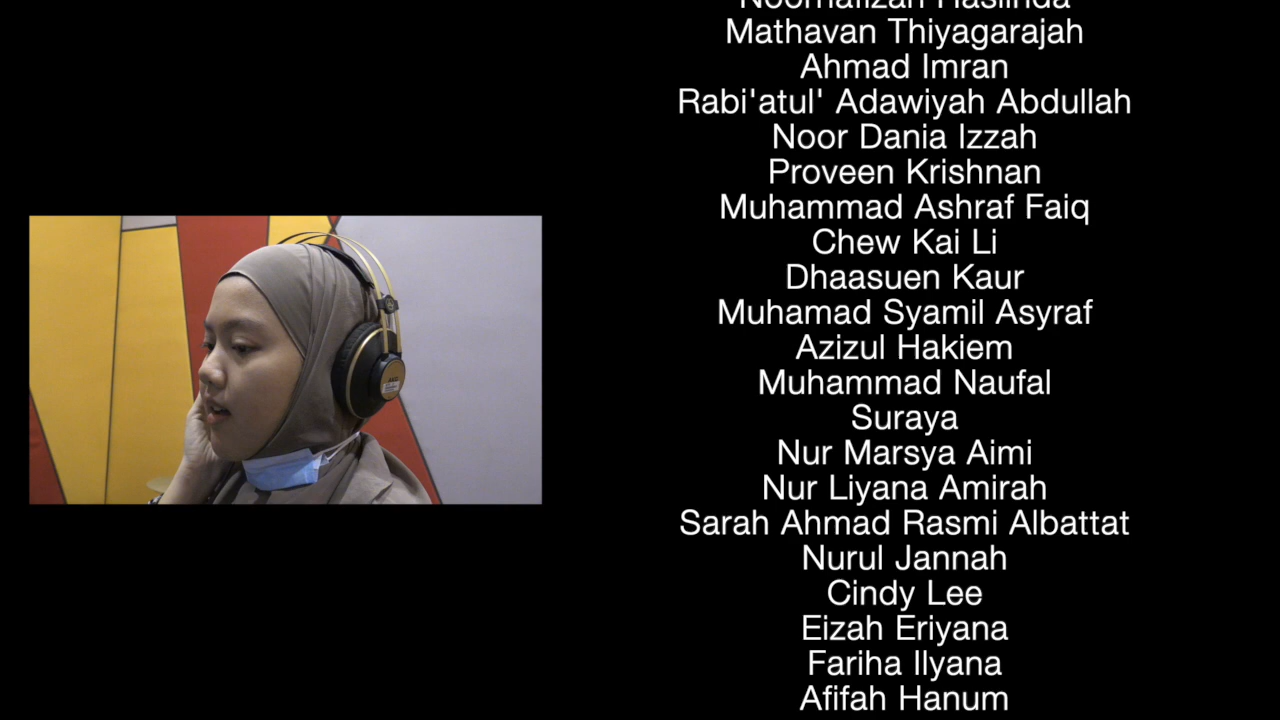 Noorhafizah Haslinda
Mathavan Thiyagarajah
Ahmad Imran
Rabi'atul' Adawiyah Abdullah
Noor Dania Izzah
Proveen Krishnan
Muhammad Ashraf Faiq
Chew Kai Li
Dhaasuen Kaur
Muhamad Syamil Asyraf
Azizul Hakiem
Muhammad Naufal
Suraya
Nur Marsya Aimi
Nur Liyana Amirah
Sarah Ahmad Rasmi Albattat
Nurul Jannah
Cindy Lee
Eizah Eriyana
Fariha Ilyana
Afifah Hanum